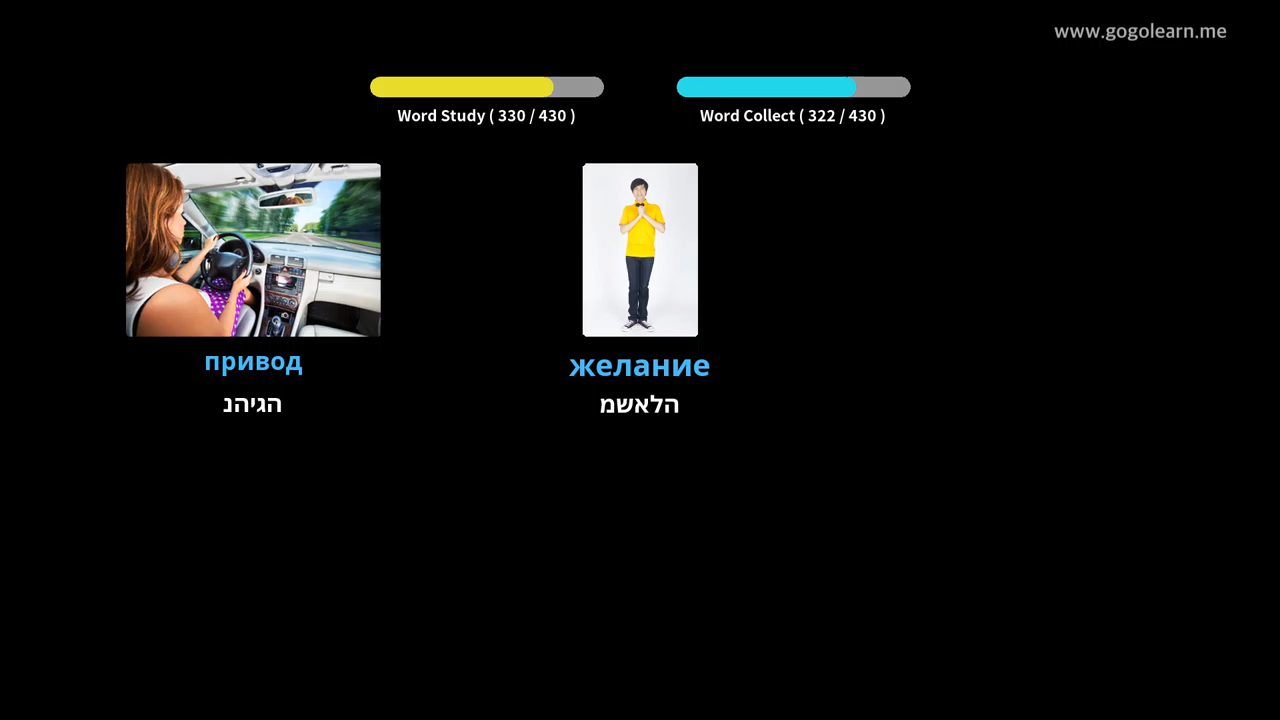 www.gogolearn.me
Word Study ( 330 / 430 )
Word Collect ( 322 / 430 )
привод
הגיהנ
желание
הלאשמ